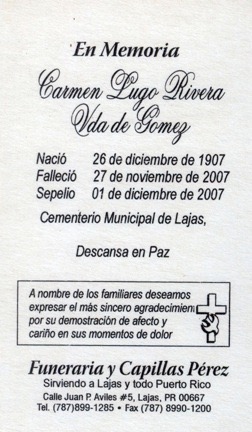 En Memoria
Carmen Lugo Rivera
Vda de Gomez
Nació 26 de diciembre de 1907
Falleció 27 de noviembre de 2007
Sepelio 01 de diciembre de 2007
Cementerio Municipal de Lajas,
Descansa en Paz
A nombre de los familiares deseamos
expresar el más sincero agradecimien
por su demostración de afecto y
cariño en sus momentos de dolor
Funeraria y Capillas Pérez
Sirviendo a Lajas y todo Puerto Rico
Calle Juan P. Aviles #5, Lajas, PR 00667
Tel. (787)899-1285 • Fax (787) 8990-1200